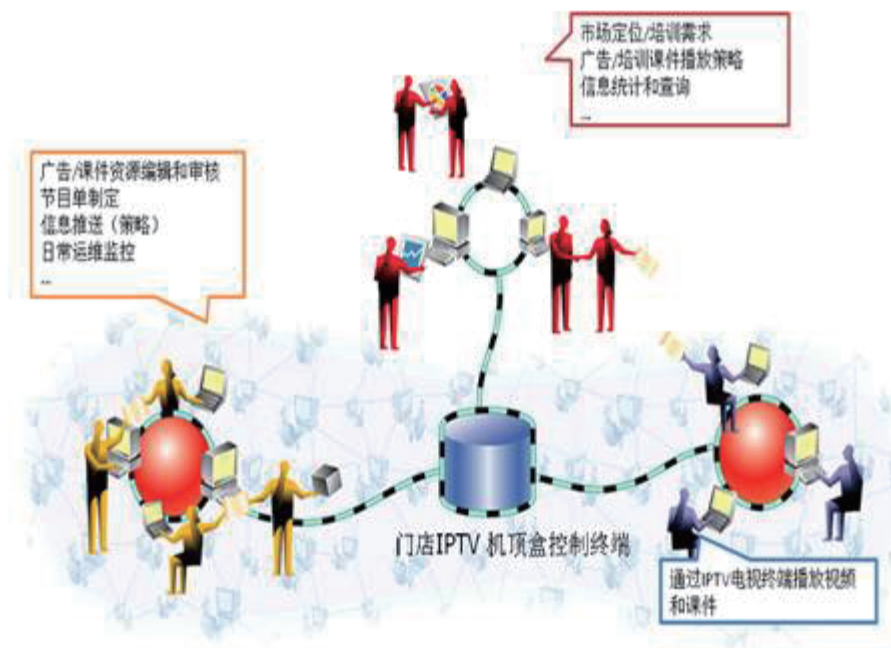 市场定位/培训需求
广告/培训课件播放策略
信息统计和查询
...
广告/课件资源编辑和审核
节目单制定
信息推送（策略）
日常运维监控
...
门店IPTV 机顶盒控制终端
通过IPTV电视终端播放视频
和课件